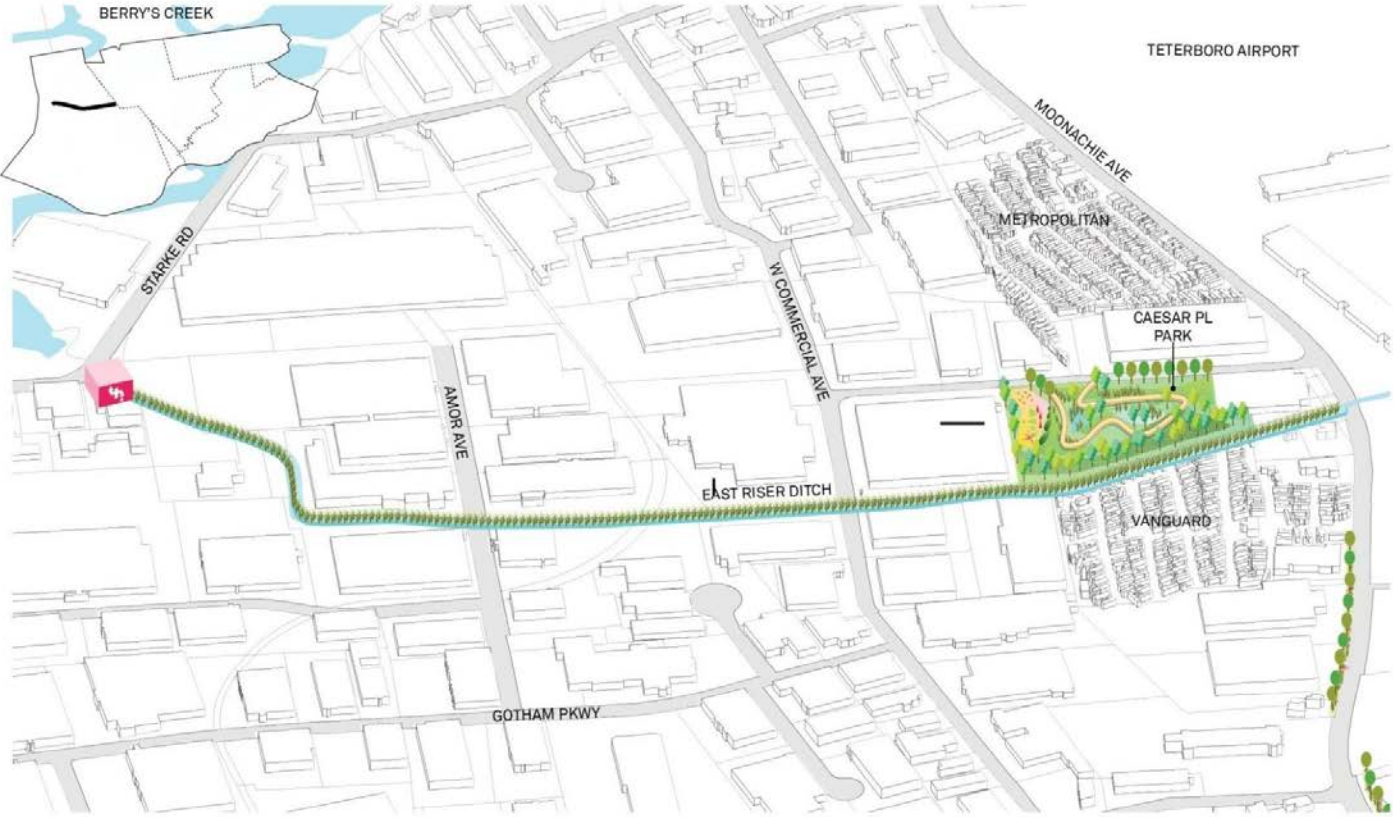 BERRY'S CREEK
TETERBORO AIRPORT
MOONACHIE AVE
METROPOLITAN
STARKE RD
W COMMERCIAL AVE
CAESAR PL
PARK
AMOR AVE
EAST RISER DITCH
VANGUARD
GOTHAM PKWY